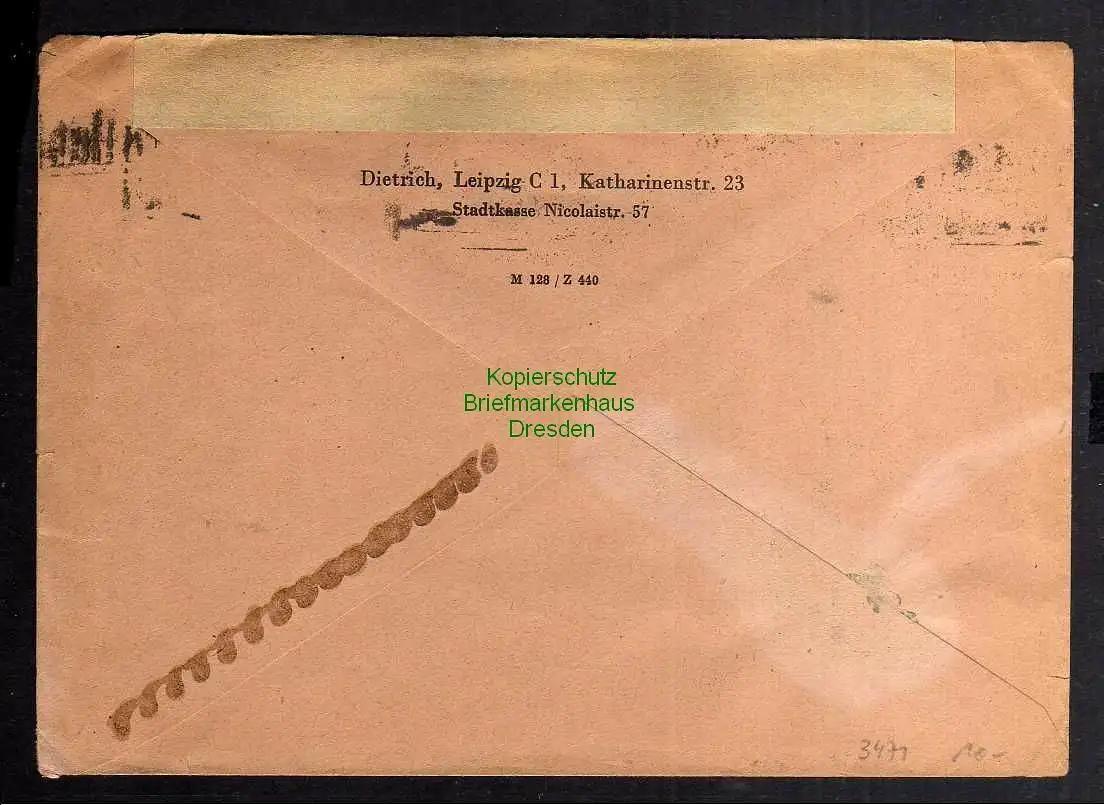 Dietrich, Leipzig C 1, Katharinenstr. 23
Stadtkasse Nicolaistr. 57
M 128 / Z 440
Kopierschutz
Briefmarkenhaus
Dresden
3471